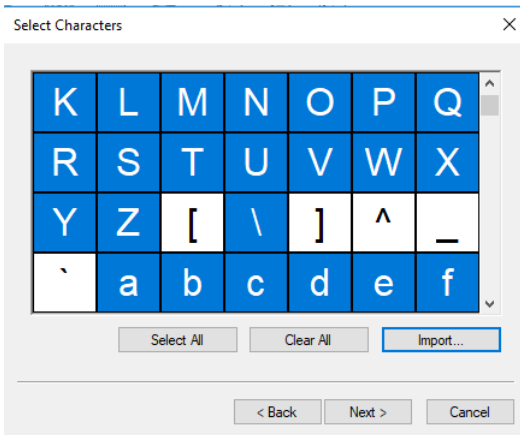 Select Characters
K L M N O P Q
R S T U V W X
Y Z [ \ ] ^ _
` a b c d e f
Select All Clear All Import...
< Back Next > Cancel